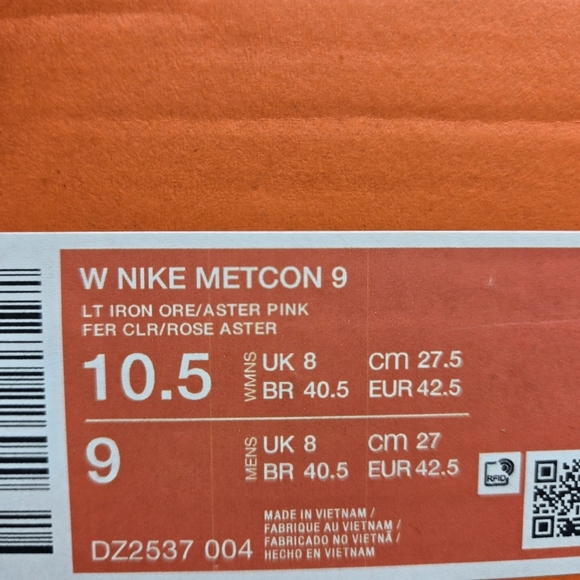 W NIKE METCON 9
LT IRON ORE/ASTER PINK
FER CLR/ROSE ASTER
10.5 WMNS UK 8 CM 27.5
BR 40.5 EUR 42.5
9 MENS UK 8 CM 27
BR 40.5 EUR 42.5
RFID
MADE IN VIETNAM /
FABRIQUE AU VIETNAM /
FABRICADO NO VIETNÃ /
HECHO EN VIETNAM
DZ2537 004